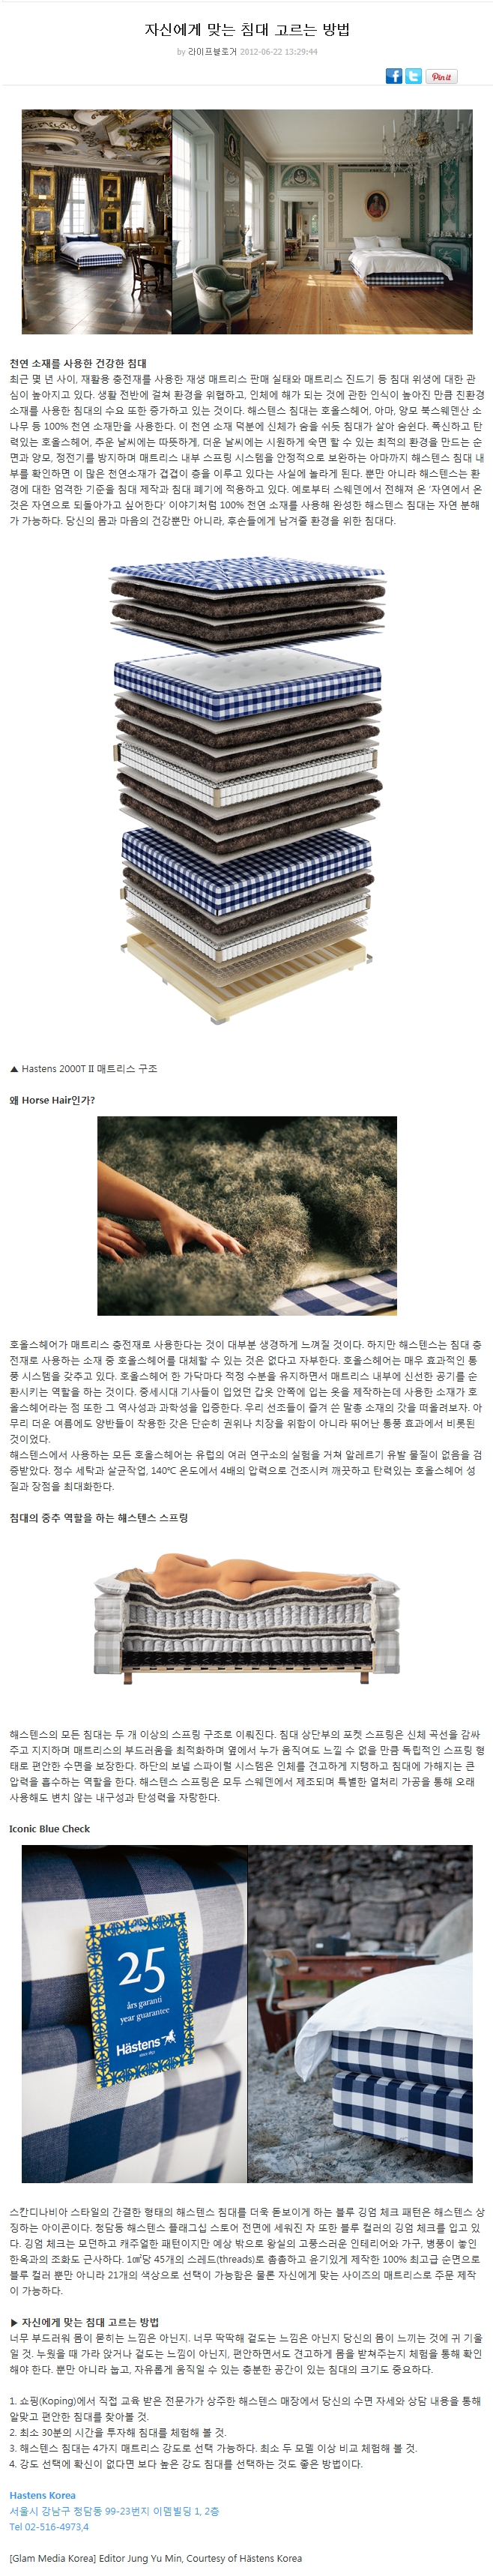 자신에게 맞는 침대 고르는 방법
by 라이프블로거 2012-06-22 13:29:44
Pin it
천연 소재를 사용한 건강한 침대
최근 몇 년 사이, 재활용 충전재를 사용한 재생 매트리스 판매 실태와 매트리스 진드기 등 침대 위생에 대한 관
심이 높아지고 있다. 생활 전반에 걸쳐 환경을 위협하고, 인체에 해가 되는 것에 관한 인식이 높아진 만큼 친환경
소재를 사용한 침대의 수요 또한 증가하고 있는 것이다. 해스텐스 침대는 호올스헤어, 아마, 양모 북스웨덴산 소
나무 등 100% 천연 소재만을 사용한다. 이 천연 소재 덕분에 신체가 숨을 쉬듯 침대가 살아 숨쉰다. 폭신하고 탄
력있는 호올스헤어, 추운 날씨에는 따뜻하게, 더운 날씨에는 시원하게 숙면 할 수 있는 최적의 환경을 만드는 순
면과 양모, 정전기를 방지하며 매트리스 내부 스프링 시스템을 안정적으로 보완하는 아마까지 해스텐스 침대 내
부를 확인하면 이 많은 천연소재가 겹겹이 층을 이루고 있다는 사실에 놀라게 된다. 뿐만 아니라 해스텐스는 환
경에 대한 엄격한 기준을 침대 제작과 침대 폐기에 적용하고 있다. 예로부터 스웨덴에서 전해져 온 '자연에서 온
것은 자연으로 되돌아가고 싶어한다' 이야기처럼 100% 천연 소재를 사용해 완성한 해스텐스 침대는 자연 분해
가 가능하다. 당신의 몸과 마음의 건강뿐만 아니라, 후손들에게 남겨줄 환경을 위한 침대다.
▲ Hastens 2000T II 매트리스 구조
왜 Horse Hair인가?
호올스헤어가 매트리스 충전재로 사용한다는 것이 대부분 생경하게 느껴질 것이다. 하지만 해스텐스는 침대 충
전재로 사용하는 소재 중 호올스헤어를 대체할 수 있는 것은 없다고 자부한다. 호올스헤어는 매우 효과적인 통
풍 시스템을 갖추고 있다. 호올스헤어 한 가닥마다 적정 수분을 유지하면서 매트리스 내부에 신선한 공기를 순
환시키는 역할을 하는 것이다. 중세시대 기사들이 입었던 갑옷 안쪽에 입는 옷을 제작하는데 사용한 소재가 호
올스헤어라는 점 또한 그 역사성과 과학성을 입증한다. 우리 선조들이 즐겨 쓴 말총 소재의 갓을 떠올려보자. 아
무리 더운 여름에도 양반들이 착용한 갓은 단순히 권위나 치장을 위함이 아니라 뛰어난 통풍 효과에서 비롯된
것이었다.
해스텐스에서 사용하는 모든 호올스헤어는 유럽의 여러 연구소의 실험을 거쳐 알레르기 유발 물질이 없음을 검
증받았다. 정수 세탁과 살균작업, 140℃ 온도에서 4배의 압력으로 건조시켜 깨끗하고 탄력있는 호올스헤어 성
질과 장점을 최대화한다.
침대의 중추 역할을 하는 해스텐스 스프링
해스텐스의 모든 침대는 두 개 이상의 스프링 구조로 이뤄진다. 침대 상단부의 포켓 스프링은 신체 곡선을 감싸
주고 지지하며 매트리스의 부드러움을 최적화하며 옆에서 누가 움직여도 느낄 수 없을 만큼 독립적인 스프링 형
태로 편안한 수면을 보장한다. 하단의 보넬 스파이럴 시스템은 인체를 견고하게 지탱하고 침대에 가해지는 큰
압력을 흡수하는 역할을 한다. 해스텐스 스프링은 모두 스웨덴에서 제조되며 특별한 열처리 가공을 통해 오래
사용해도 변치 않는 내구성과 탄성력을 자랑한다.
Iconic Blue Check
25
års garanti
year guarantee
Hästens
스칸디나비아 스타일의 간결한 형태의 해스텐스 침대를 더욱 돋보이게 하는 블루 깅엄 체크 패턴은 해스텐스 상
징하는 아이콘이다. 청담동 해스텐스 플래그십 스토어 전면에 세워진 자 또한 블루 컬러의 깅엄 체크를 입고 있
다. 깅엄 체크는 모던하고 캐주얼한 패턴이지만 예상 밖으로 왕실의 고풍스러운 인테리어와 가구, 병풍이 놓인
한옥과의 조화도 근사하다. 1㎠당 45개의 스레드(threads)로 촘촘하고 윤기있게 제작한 100% 최고급 순면으로
블루 컬러 뿐만 아니라 21개의 색상으로 선택이 가능함은 물론 자신에게 맞는 사이즈의 매트리스로 주문 제작
이 가능하다.
▶ 자신에게 맞는 침대 고르는 방법
너무 부드러워 몸이 묻히는 느낌은 아닌지. 너무 딱딱해 겉도는 느낌은 아닌지 당신의 몸이 느끼는 것에 귀 기울
일 것. 누웠을 때 가라 앉거나 겉도는 느낌이 아닌지, 편안하면서도 견고하게 몸을 받쳐주는지 체험을 통해 확인
해야 한다. 뿐만 아니라 눕고, 자유롭게 움직일 수 있는 충분한 공간이 있는 침대의 크기도 중요하다.
1. 쇼핑(Koping)에서 직접 교육 받은 전문가가 상주한 해스텐스 매장에서 당신의 수면 자세와 상담 내용을 통해
알맞고 편안한 침대를 찾아볼 것.
2. 최소 30분의 시간을 투자해 침대를 체험해 볼 것.
3. 해스텐스 침대는 4가지 매트리스 강도로 선택 가능하다. 최소 두 모델 이상 비교 체험해 볼 것.
4. 강도 선택에 확신이 없다면 보다 높은 강도 침대를 선택하는 것도 좋은 방법이다.
Hastens Korea
서울시 강남구 청담동 99-23번지 이뎀빌딩 1, 2층
Tel 02-516-4973,4
[Glam Media Korea] Editor Jung Yu Min, Courtesy of Hästens Korea